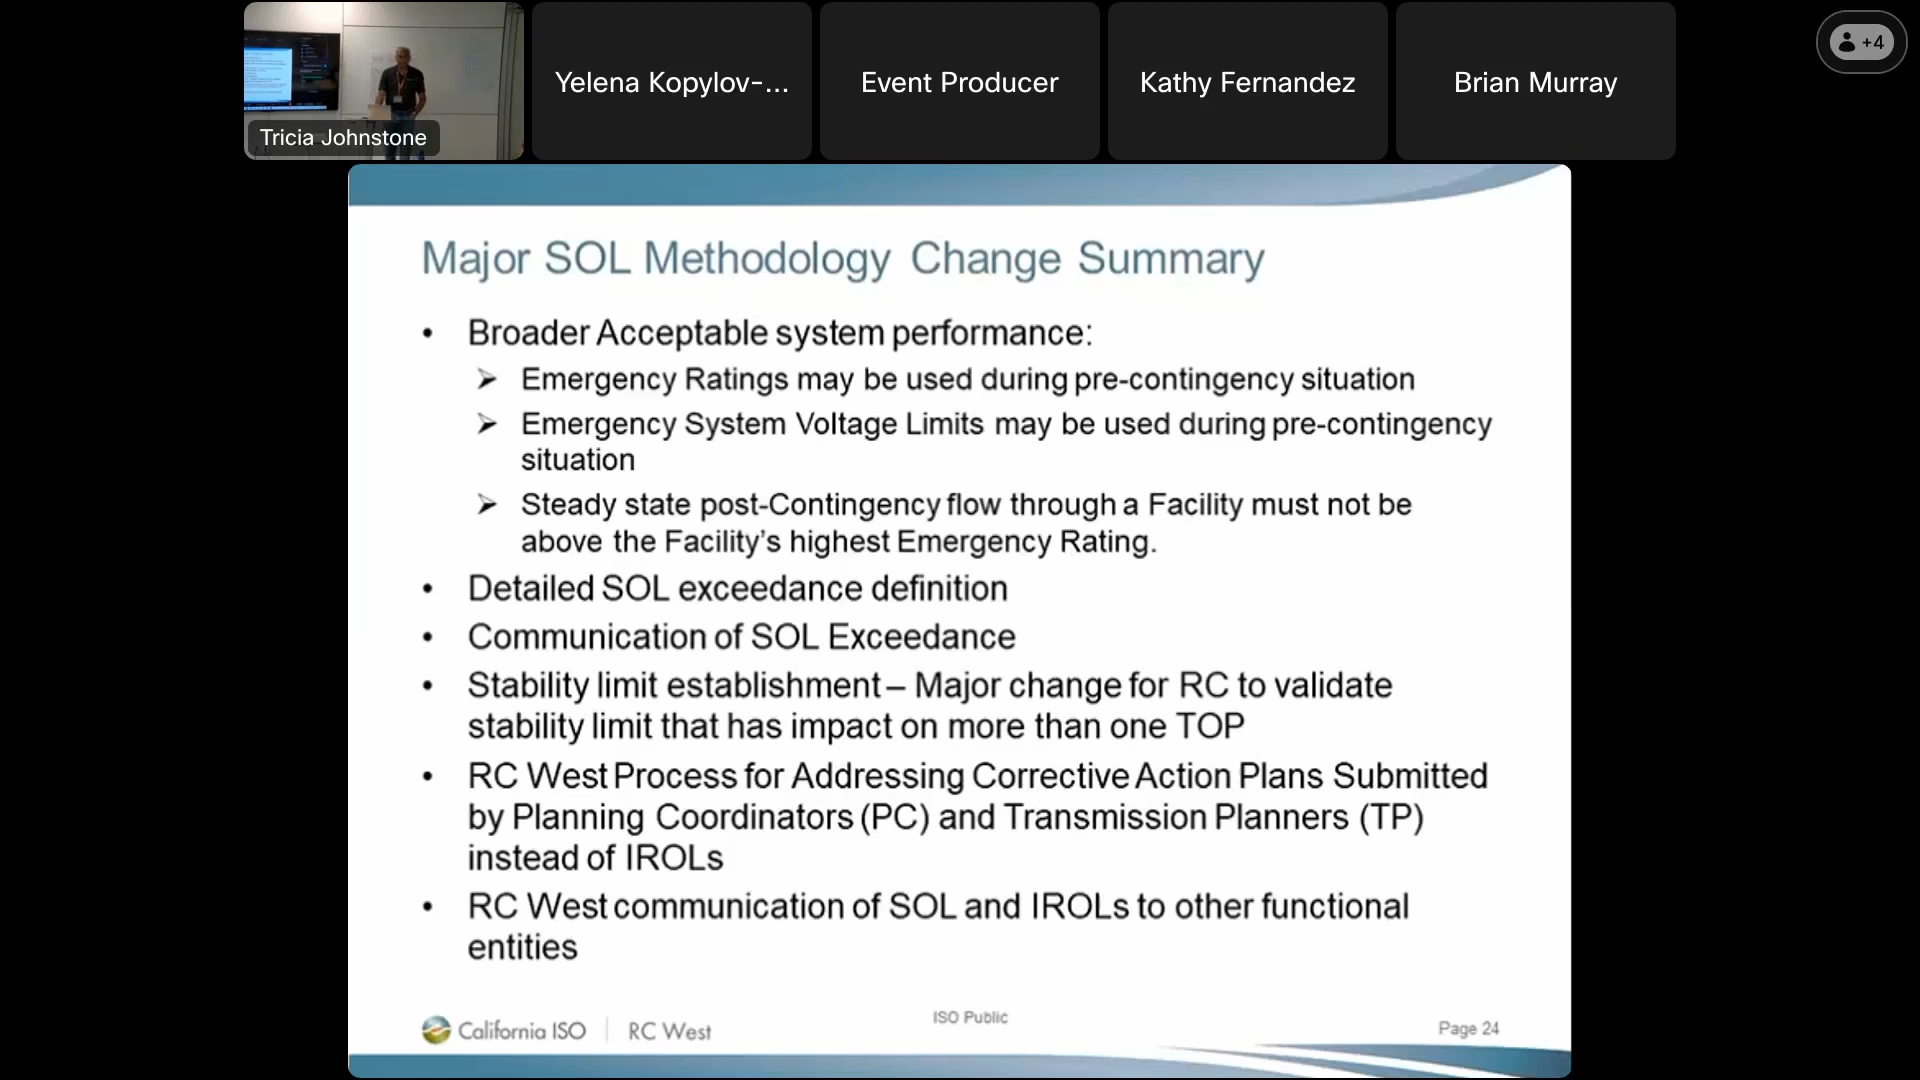 Tricia Johnstone
Yelena Kopylov-...
Event Producer
Kathy Fernandez
Brian Murray
+4
Major SOL Methodology Change Summary
• Broader Acceptable system performance:
➢ Emergency Ratings may be used during pre-contingency situation
➢ Emergency System Voltage Limits may be used during pre-contingency
situation
➢ Steady state post-Contingency flow through a Facility must not be
above the Facility's highest Emergency Rating.
• Detailed SOL exceedance definition
• Communication of SOL Exceedance
• Stability limit establishment – Major change for RC to validate
stability limit that has impact on more than one TOP
• RC West Process for Addressing Corrective Action Plans Submitted
by Planning Coordinators (PC) and Transmission Planners (TP)
instead of IROLs
• RC West communication of SOL and IROLs to other functional
entities
California ISO | RC West
ISO Public
Page 24